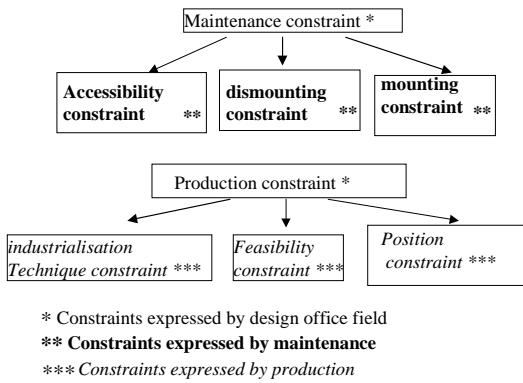 Maintenance constraint *
Accessibility
constraint **
dismounting
constraint **
mounting
constraint **
Production constraint *
industrialisation
Technique constraint ***
Feasibility
constraint ***
Position
constraint ***
* Constraints expressed by design office field
** Constraints expressed by maintenance
*** Constraints expressed by production